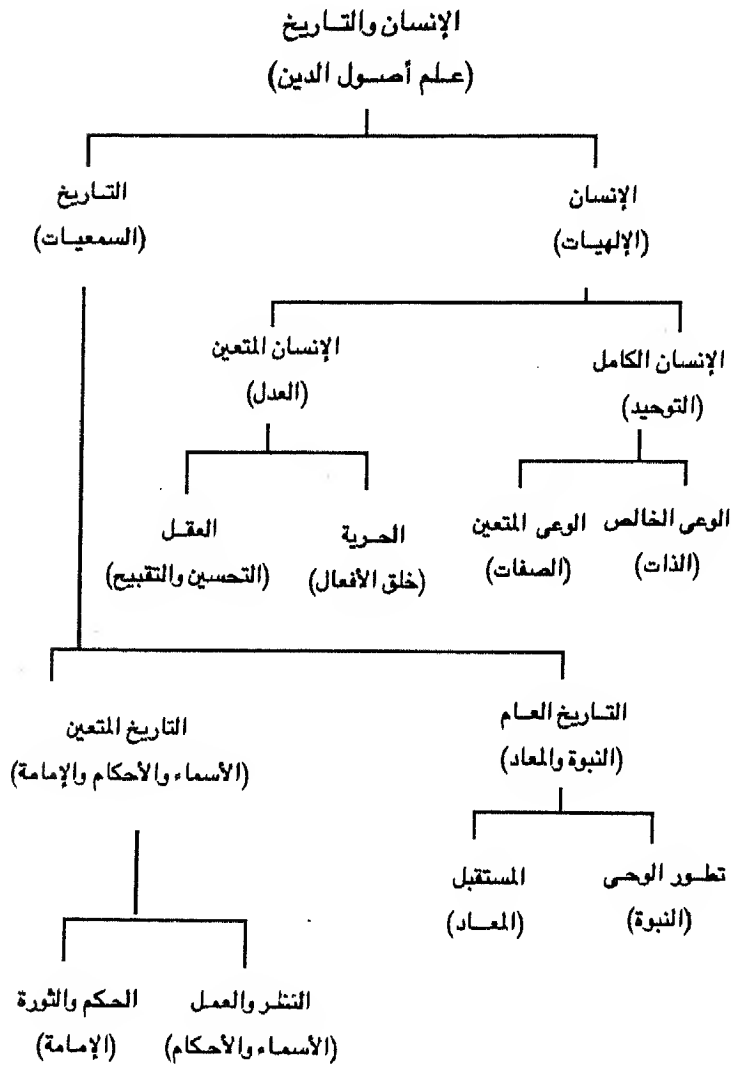 الإنسان والتاريخ
(علم أصول الدين)
الإنسان
(الإلهيات)
التاريخ
(السمعيات)
الإنسان الكامل
(التوحيد)
الإنسان المتعين
(العدل)
الوعى الخالص
(الذات)
الوعى المتعين
(الصفات)
الحرية
(خلق الأفعال)
العقل
(التحسين والتقبيح)
التاريخ العام
(النبوة والمعاد)
التاريخ المتعين
(الأسماء والأحكام والإمامة)
تطور الوحى
(النبوة)
المستقبل
(المعاد)
النظر والعمل
(الأسماء والأحكام)
الحكم والثورة
(الإمامة)